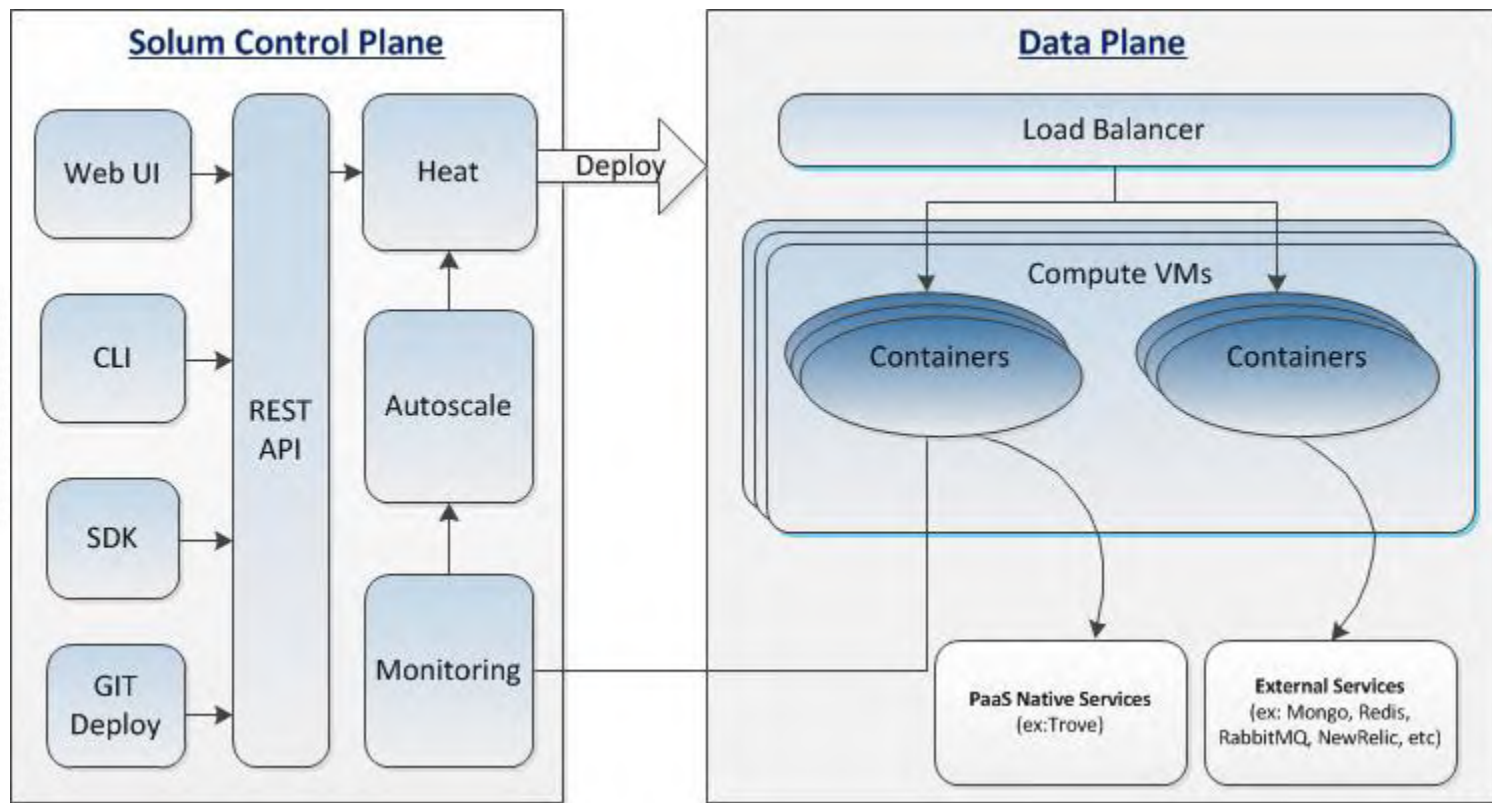 Solum Control Plane
Web UI
CLI
SDK
GIT
Deploy
REST
API
Heat
Autoscale
Monitoring
Deploy
Data Plane
Load Balancer
Compute VMs
Containers
Containers
PaaS Native Services
(ex:Trove)
External Services
(ex: Mongo, Redis,
RabbitMQ, NewRelic, etc)